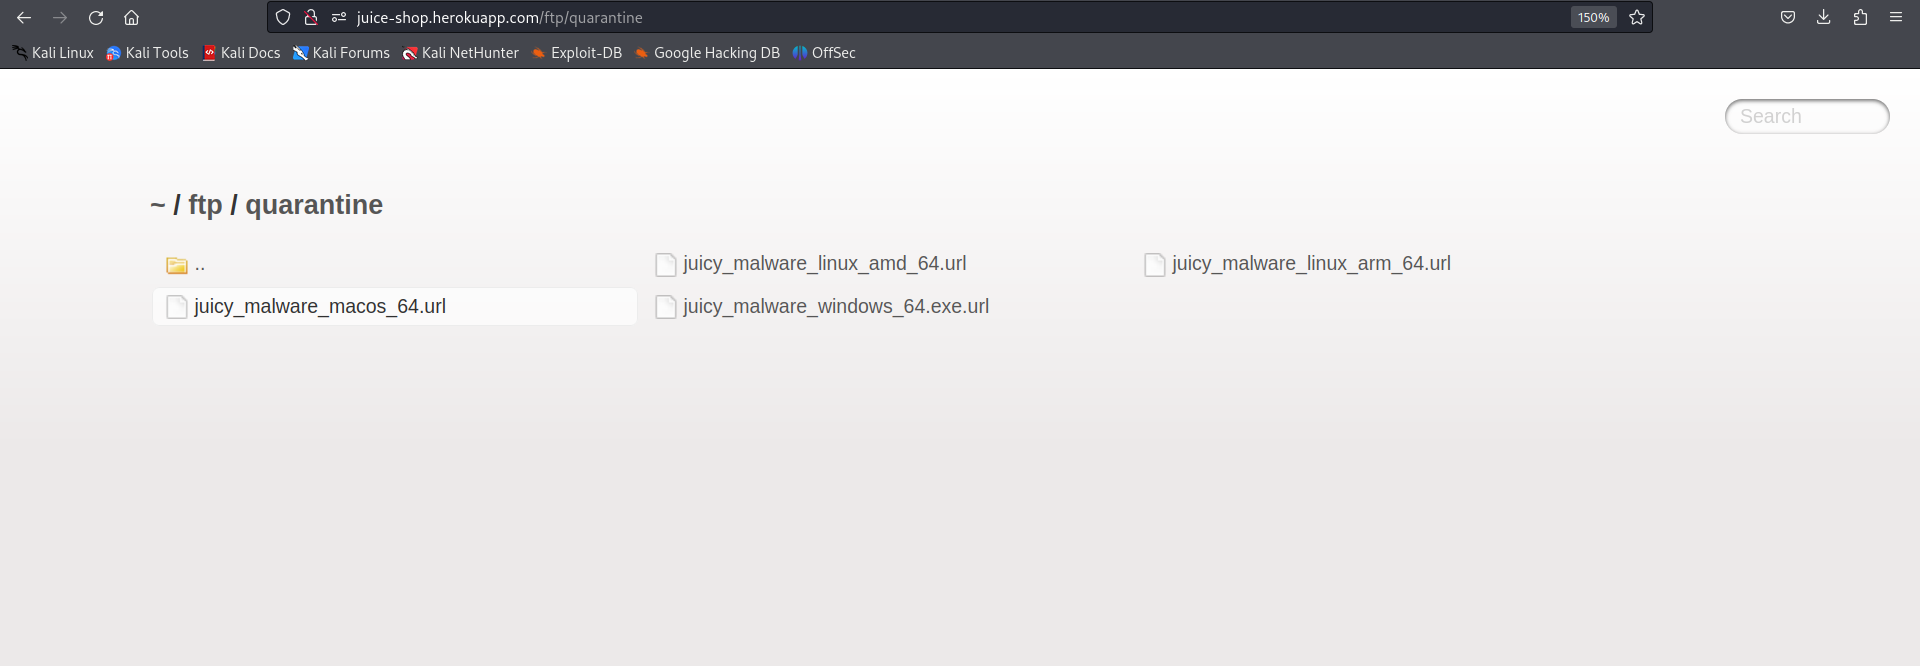 juice-shop.herokuapp.com/ftp/quarantine 150%
Kali Linux Kali Tools Kali Docs Kali Forums Kali NetHunter Exploit-DB Google Hacking DB OffSec
Search
~ / ftp / quarantine
.. juicy_malware_linux_amd_64.url juicy_malware_linux_arm_64.url
juicy_malware_macos_64.url juicy_malware_windows_64.exe.url